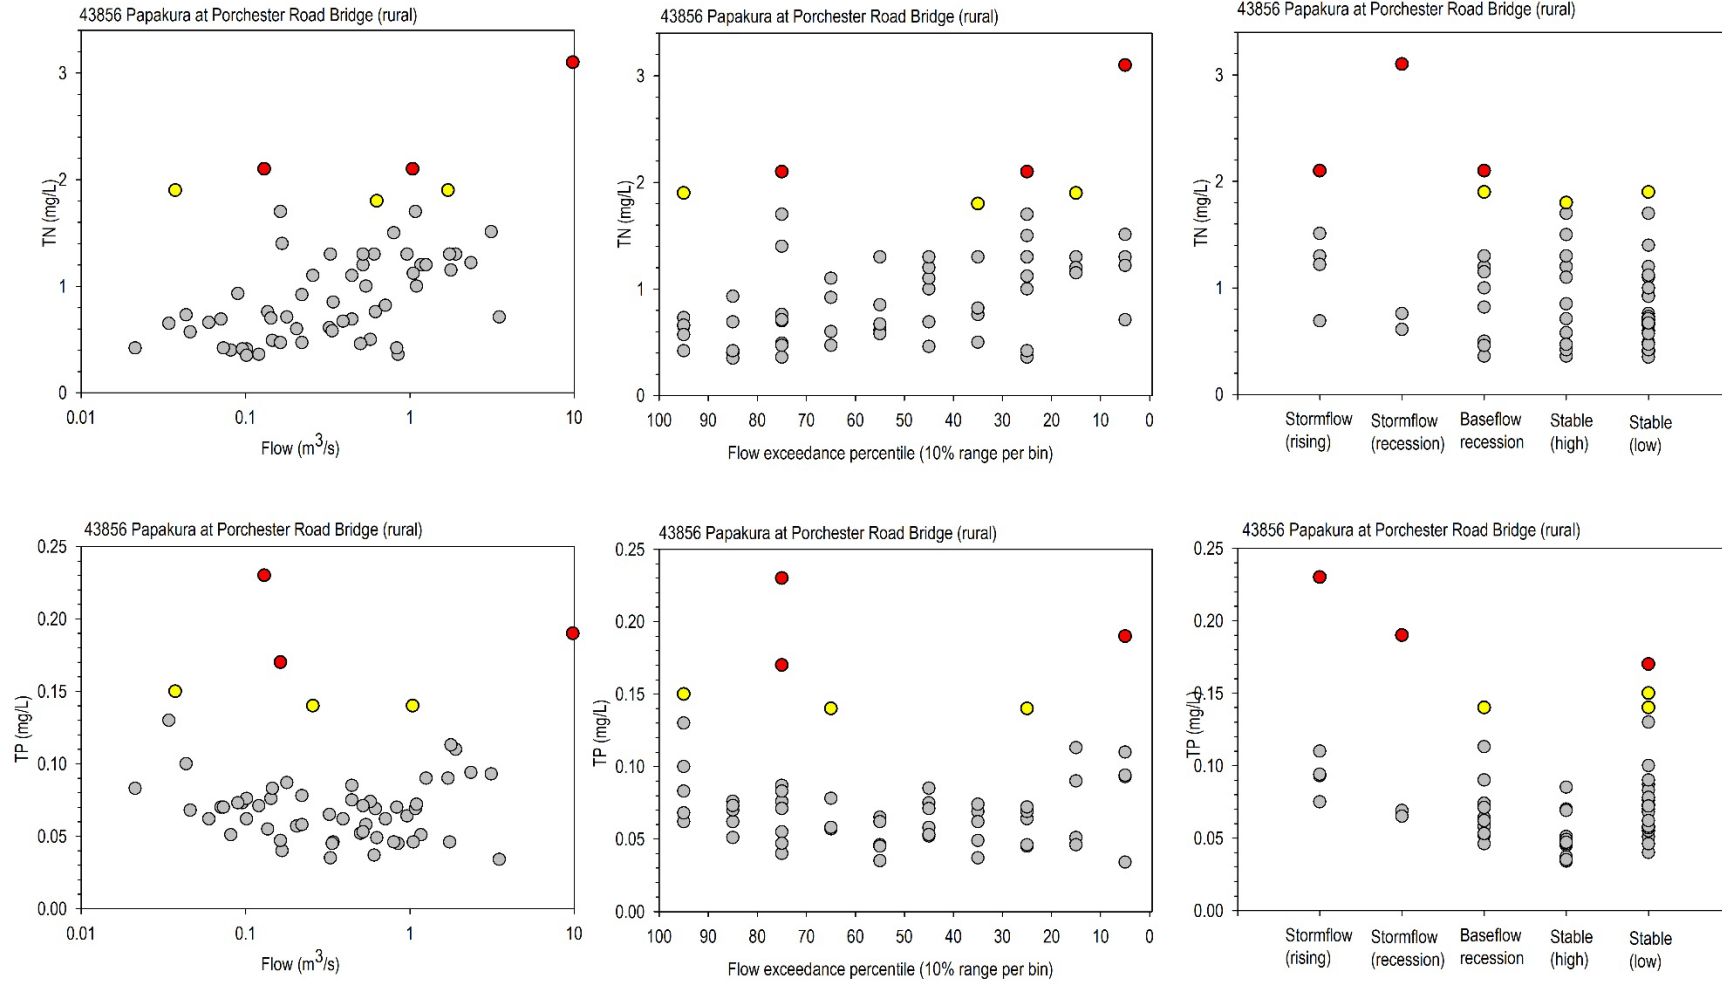 43856 Papakura at Porchester Road Bridge (rural)
TN (mg/L)
3
2
1
0
0.01 0.1 1 10
Flow (m³/s)
43856 Papakura at Porchester Road Bridge (rural)
TN (mg/L)
3
2
1
0
100 90 80 70 60 50 40 30 20 10 0
Flow exceedance percentile (10% range per bin)
43856 Papakura at Porchester Road Bridge (rural)
TN (mg/L)
3
2
1
0
Stormflow (rising)
Stormflow (recession)
Baseflow recession
Stable (high)
Stable (low)
43856 Papakura at Porchester Road Bridge (rural)
TP (mg/L)
0.25
0.20
0.15
0.10
0.05
0.00
0.01 0.1 1 10
Flow (m³/s)
43856 Papakura at Porchester Road Bridge (rural)
TP (mg/L)
0.25
0.20
0.15
0.10
0.05
0.00
100 90 80 70 60 50 40 30 20 10 0
Flow exceedance percentile (10% range per bin)
43856 Papakura at Porchester Road Bridge (rural)
TP (mg/L)
0.25
0.20
0.15
0.10
0.05
0.00
Stormflow (rising)
Stormflow (recession)
Baseflow recession
Stable (high)
Stable (low)